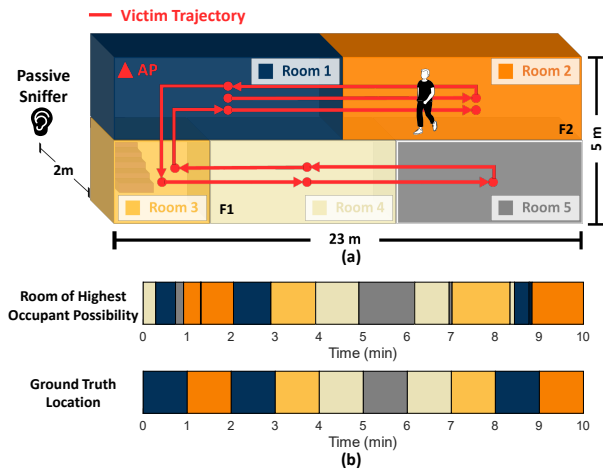 Victim Trajectory
AP
Room 1
Room 2
Passive
Sniffer
F2
5 m
2m
Room 3
F1
Room 4
Room 5
23 m
(a)
Room of Highest
Occupant Possibility
0 1 2 3 4 5 6 7 8 9 10
Time (min)
Ground Truth
Location
0 1 2 3 4 5 6 7 8 9 10
Time (min)
(b)